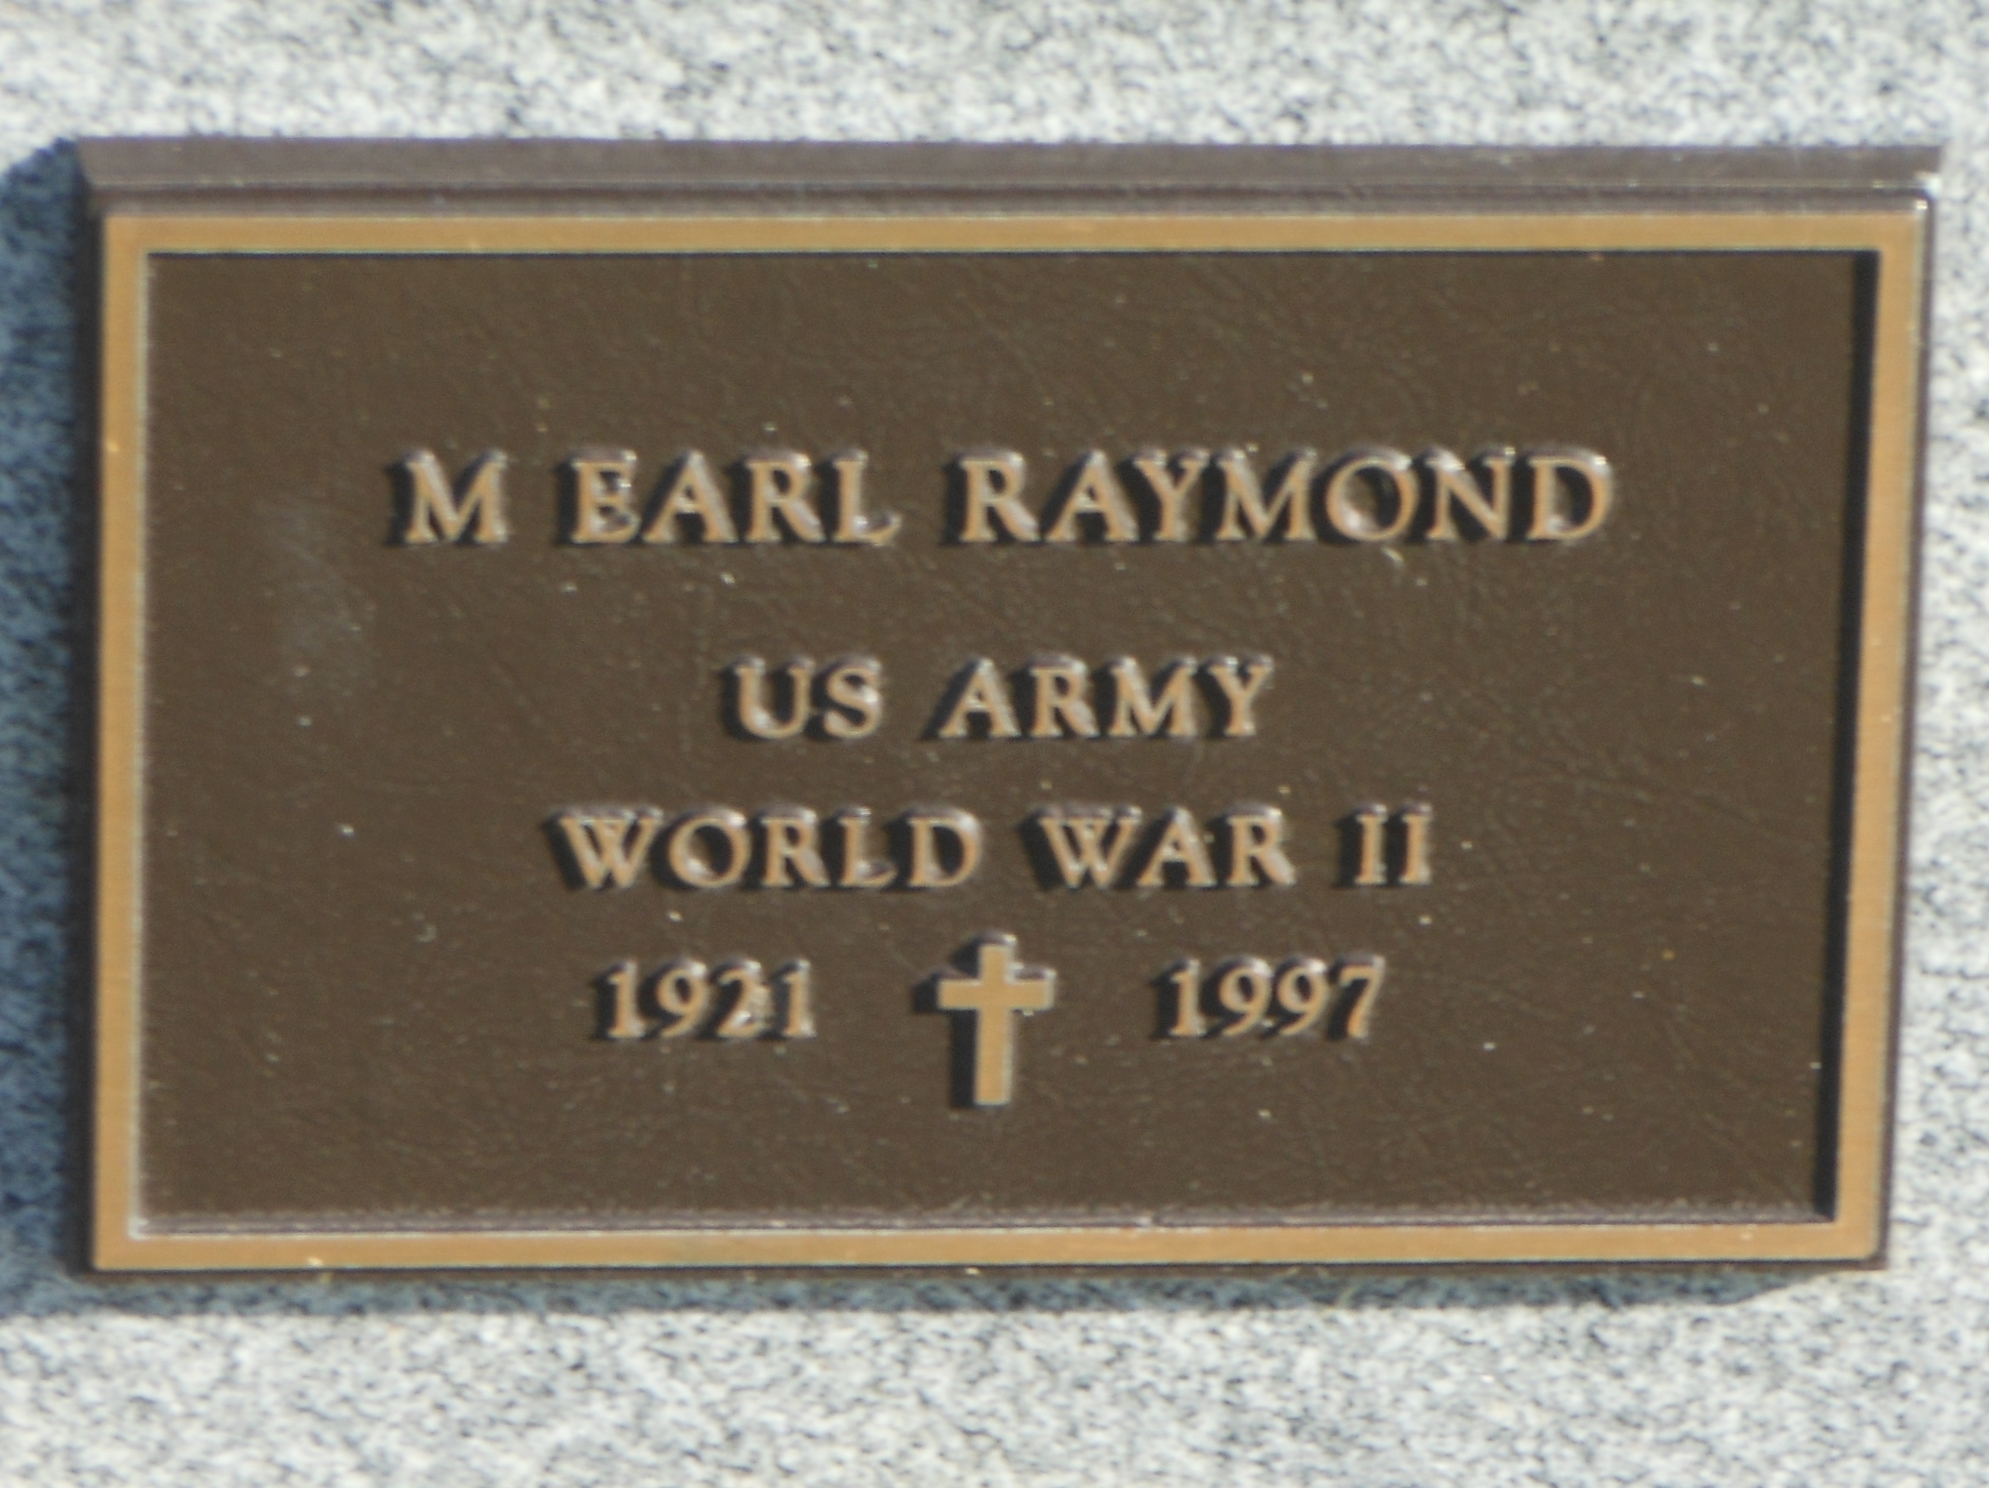 M EARL RAYMOND
US ARMY
WORLD WAR II
1921 1997